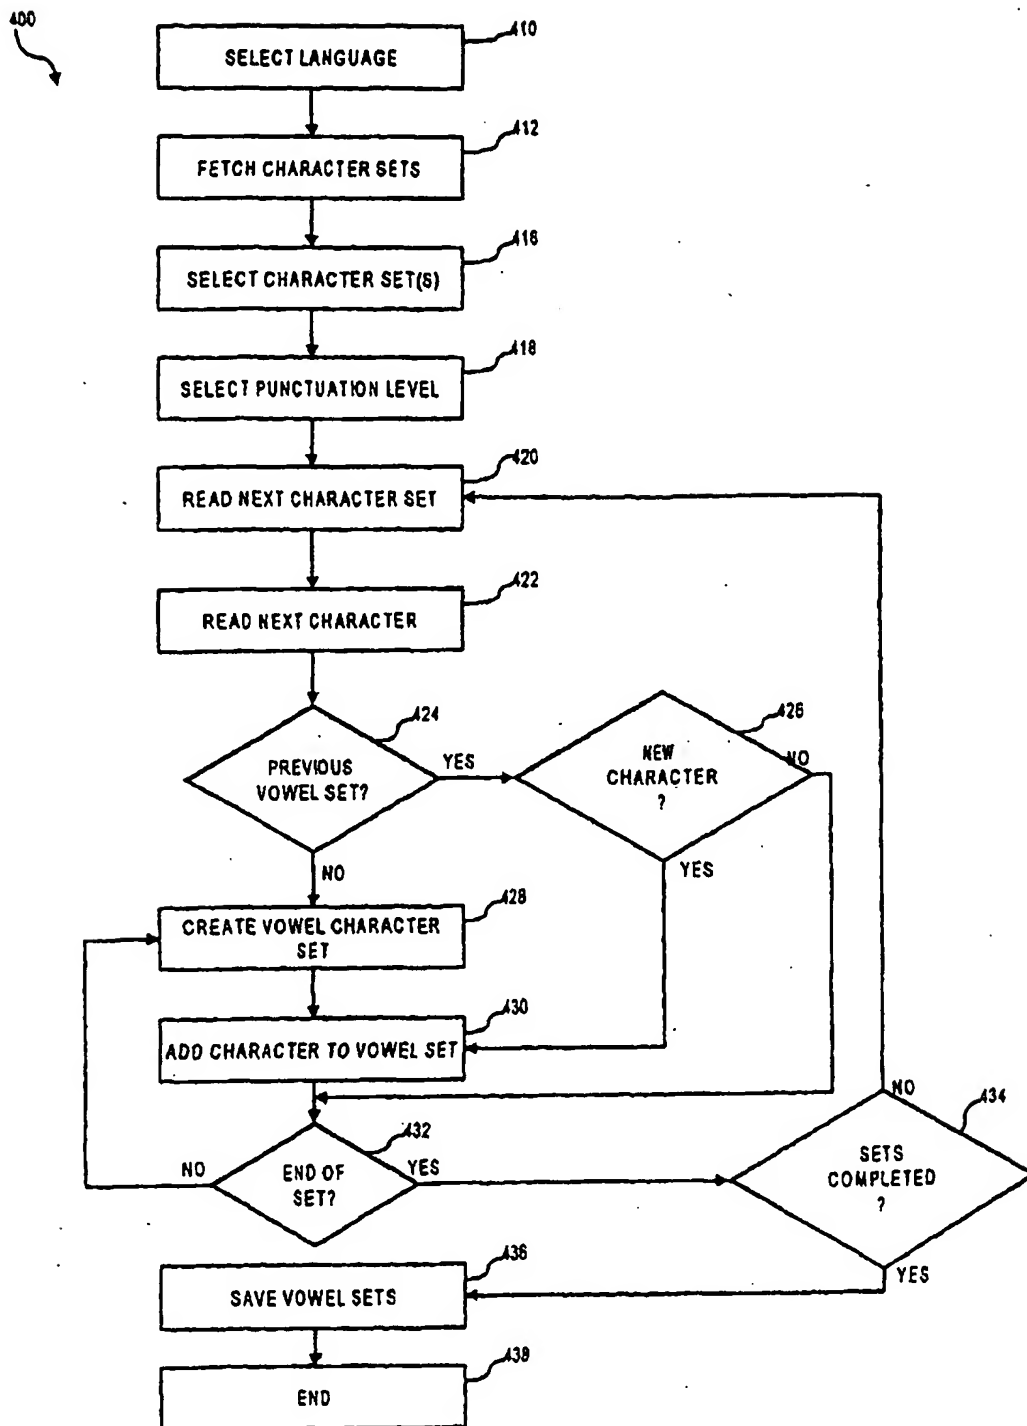 400
410
SELECT LANGUAGE
412
FETCH CHARACTER SETS
416
SELECT CHARACTER SET(S)
418
SELECT PUNCTUATION LEVEL
420
READ NEXT CHARACTER SET
422
READ NEXT CHARACTER
424
PREVIOUS
VOWEL SET?
YES
426
NEW
CHARACTER
?
NO
YES
NO
428
CREATE VOWEL CHARACTER
SET
430
ADD CHARACTER TO VOWEL SET
432
END OF
SET?
NO
YES
NO
434
SETS
COMPLETED
?
YES
436
SAVE VOWEL SETS
438
END